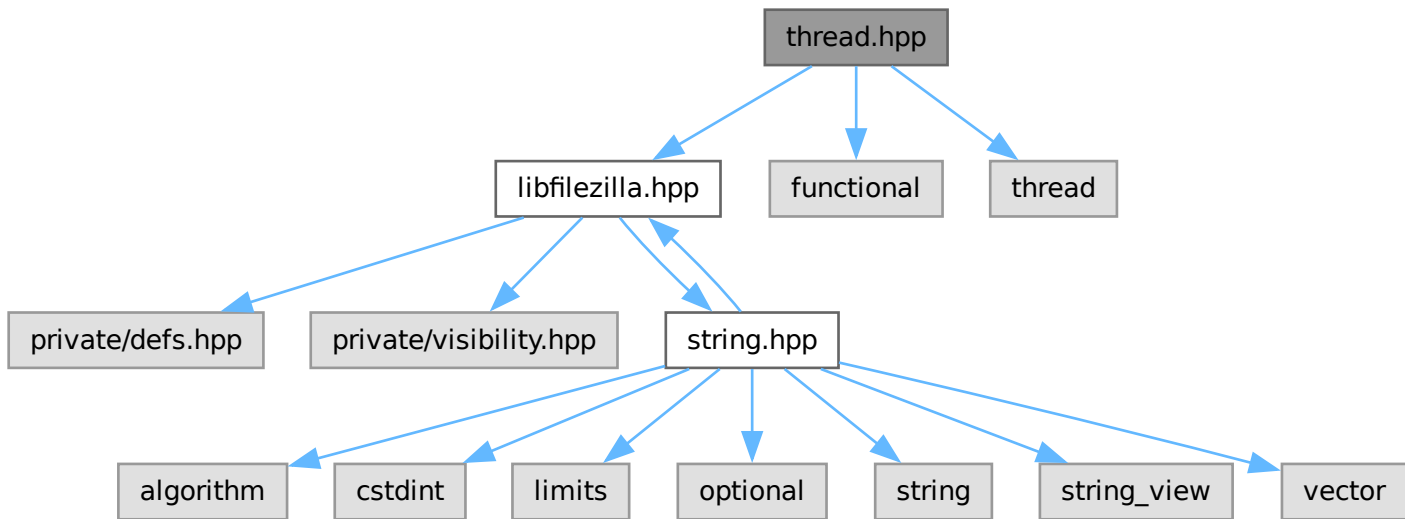 thread.hpp
libfilezilla.hpp
functional
thread
private/defs.hpp
private/visibility.hpp
string.hpp
algorithm
cstdint
limits
optional
string
string_view
vector